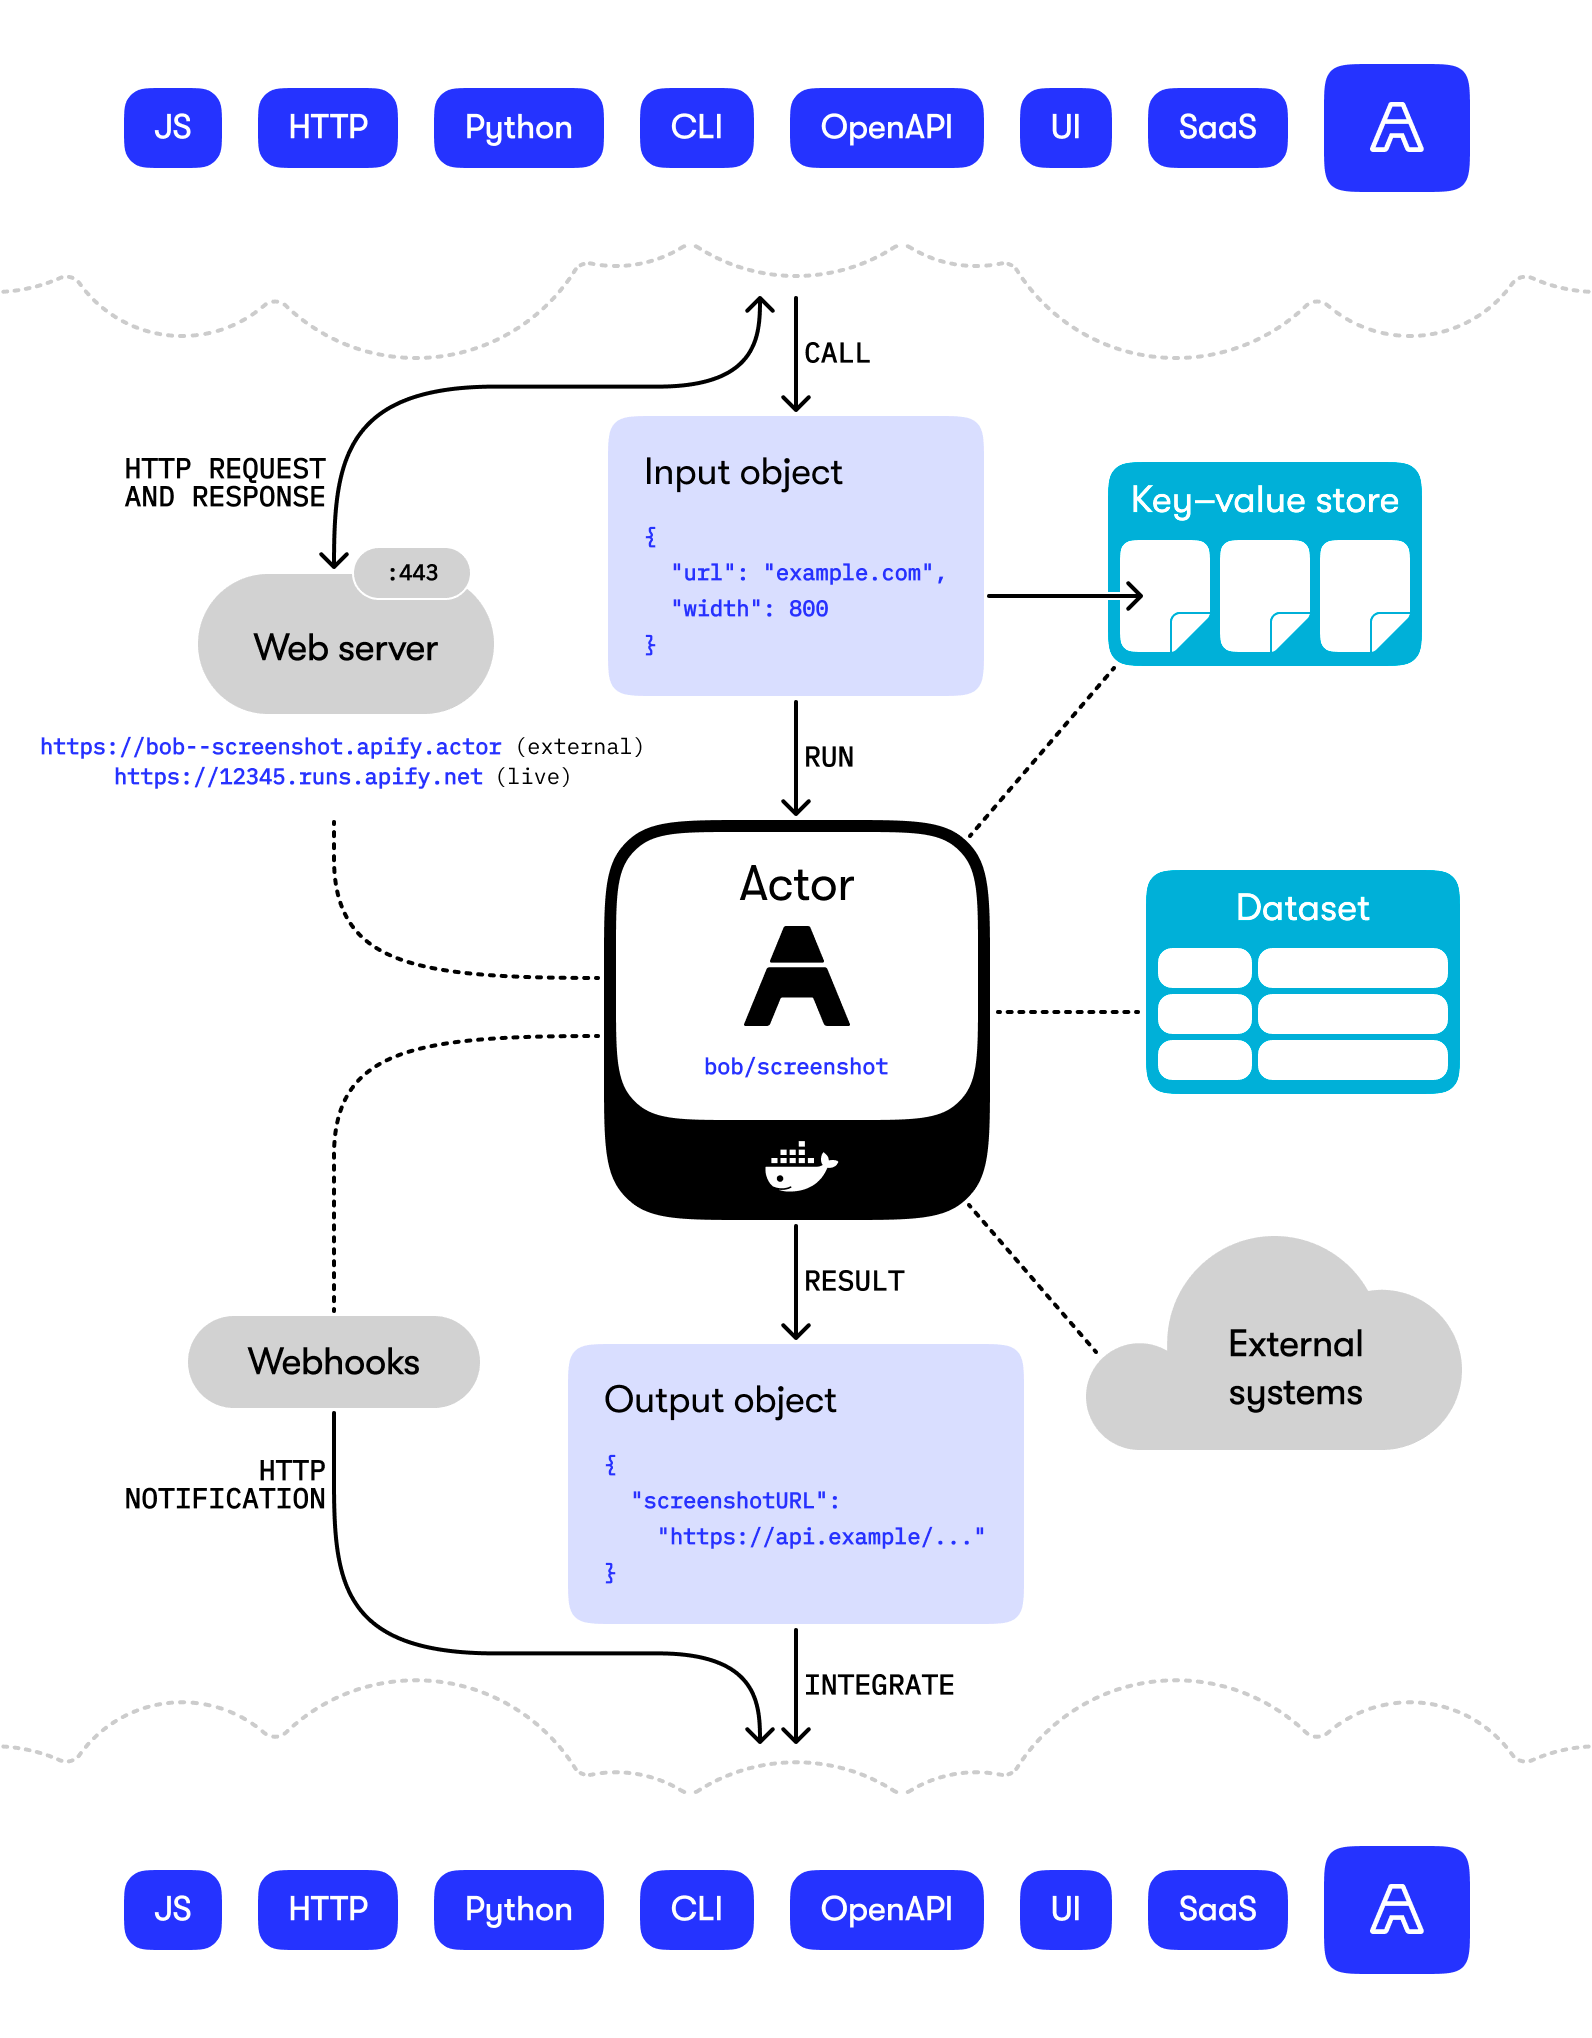 JS HTTP Python CLI OpenAPI UI SaaS
CALL
HTTP REQUEST
AND RESPONSE
Input object
{
"url": "example.com",
"width": 800
}
Key–value store
:443
Web server
https://bob--screenshot.apify.actor (external)
https://12345.runs.apify.net (live)
RUN
Actor
bob/screenshot
Dataset
RESULT
External
systems
Webhooks
Output object
{
"screenshotURL":
"https://api.example/..."
}
HTTP
NOTIFICATION
INTEGRATE
JS HTTP Python CLI OpenAPI UI SaaS